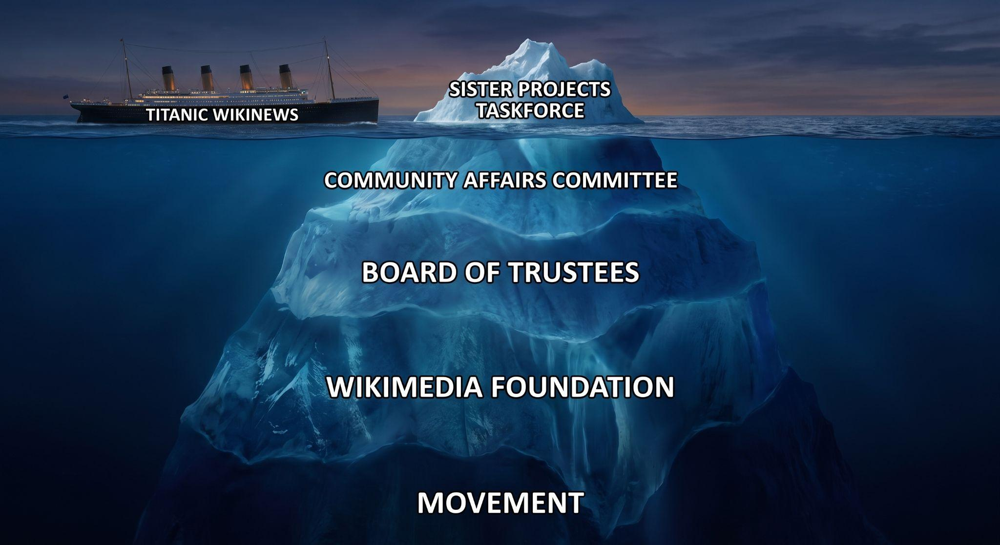 TITANIC WIKINEWS
SISTER PROJECTS
TASKFORCE
COMMUNITY AFFAIRS COMMITTEE
BOARD OF TRUSTEES
WIKIMEDIA FOUNDATION
MOVEMENT